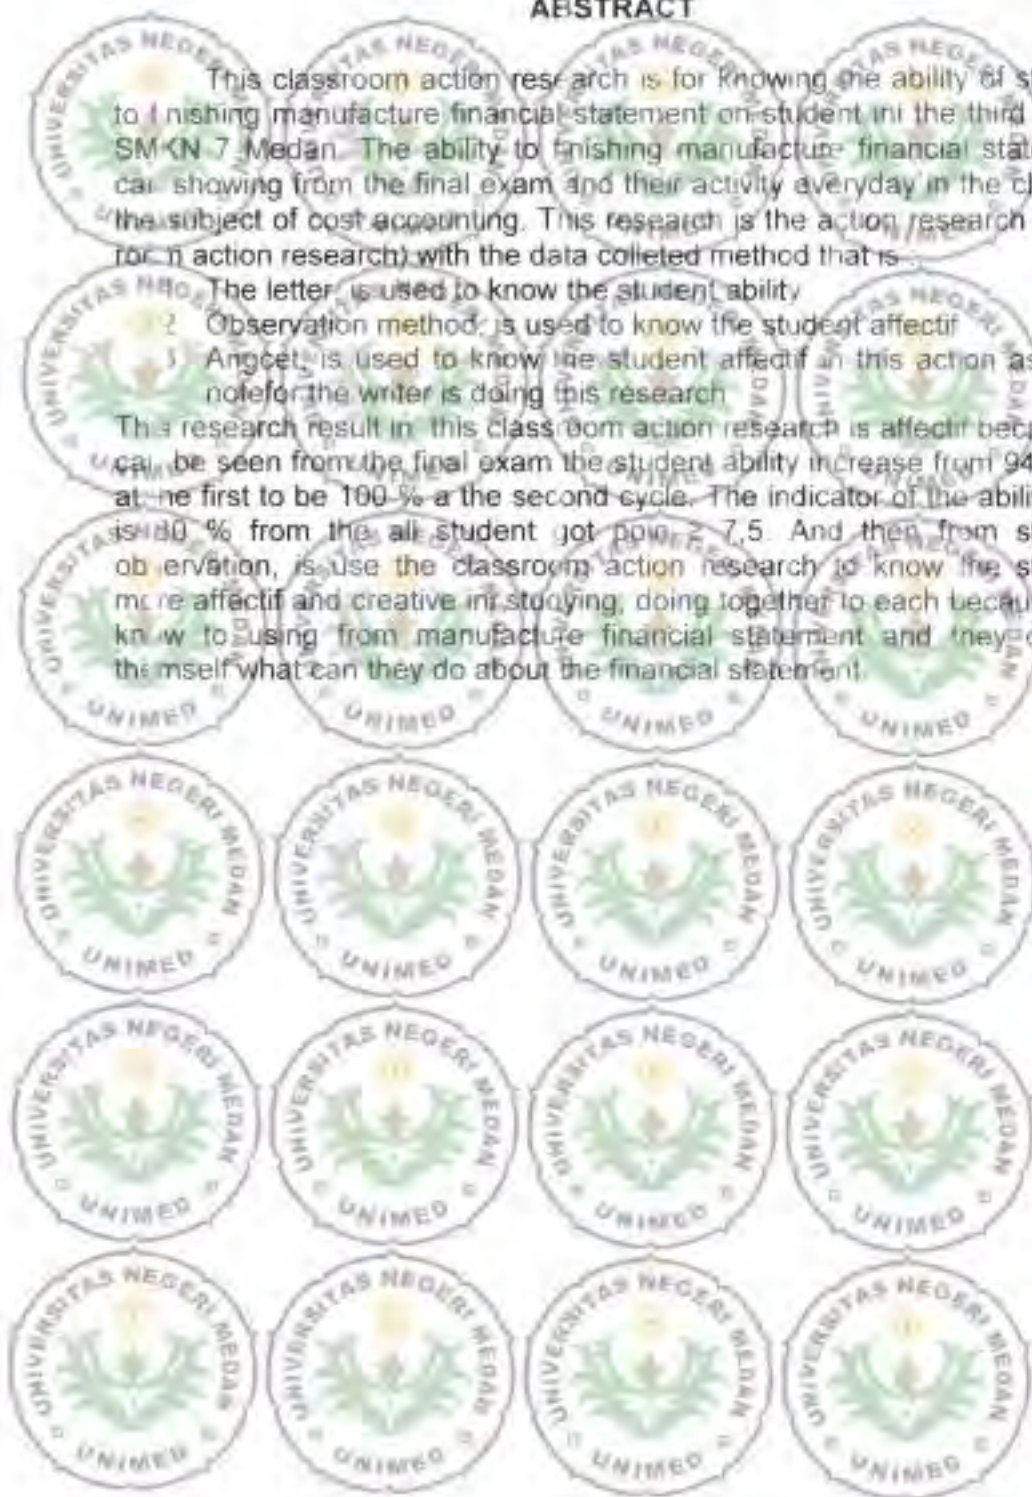 ABSTRACT
This classroom action research is for knowing the ability of
to finishing manufacture financial statement on student ini the third
SMKN 7 Medan. The ability to finishing manufacture financial
can showing from the final exam and their activity everyday in the
the subject of cost accounting. This research is the action research
action research) with the data colleted method that is
The letter, is used to know the student ability
2 Observation method, is used to know the student affectif
3 Angcet, is used to know the student affectif in this action as
notefor the writer is doing this research
This research result in this classroom action research is affectif
can be seen from the final exam the student ability increase from 94
at the first to be 100 % a the second cycle. The indicator of the
is 80 % from the all student got poin ≥ 7,5. And then from
observation, is use the classroom action research to know the
more affectif and creative ini studying, doing together to each
know to using from manufacture financial statement and they
themself what can they do about the financial statement.
UNIVERSITAS NEGERI MEDAN
UNIMED